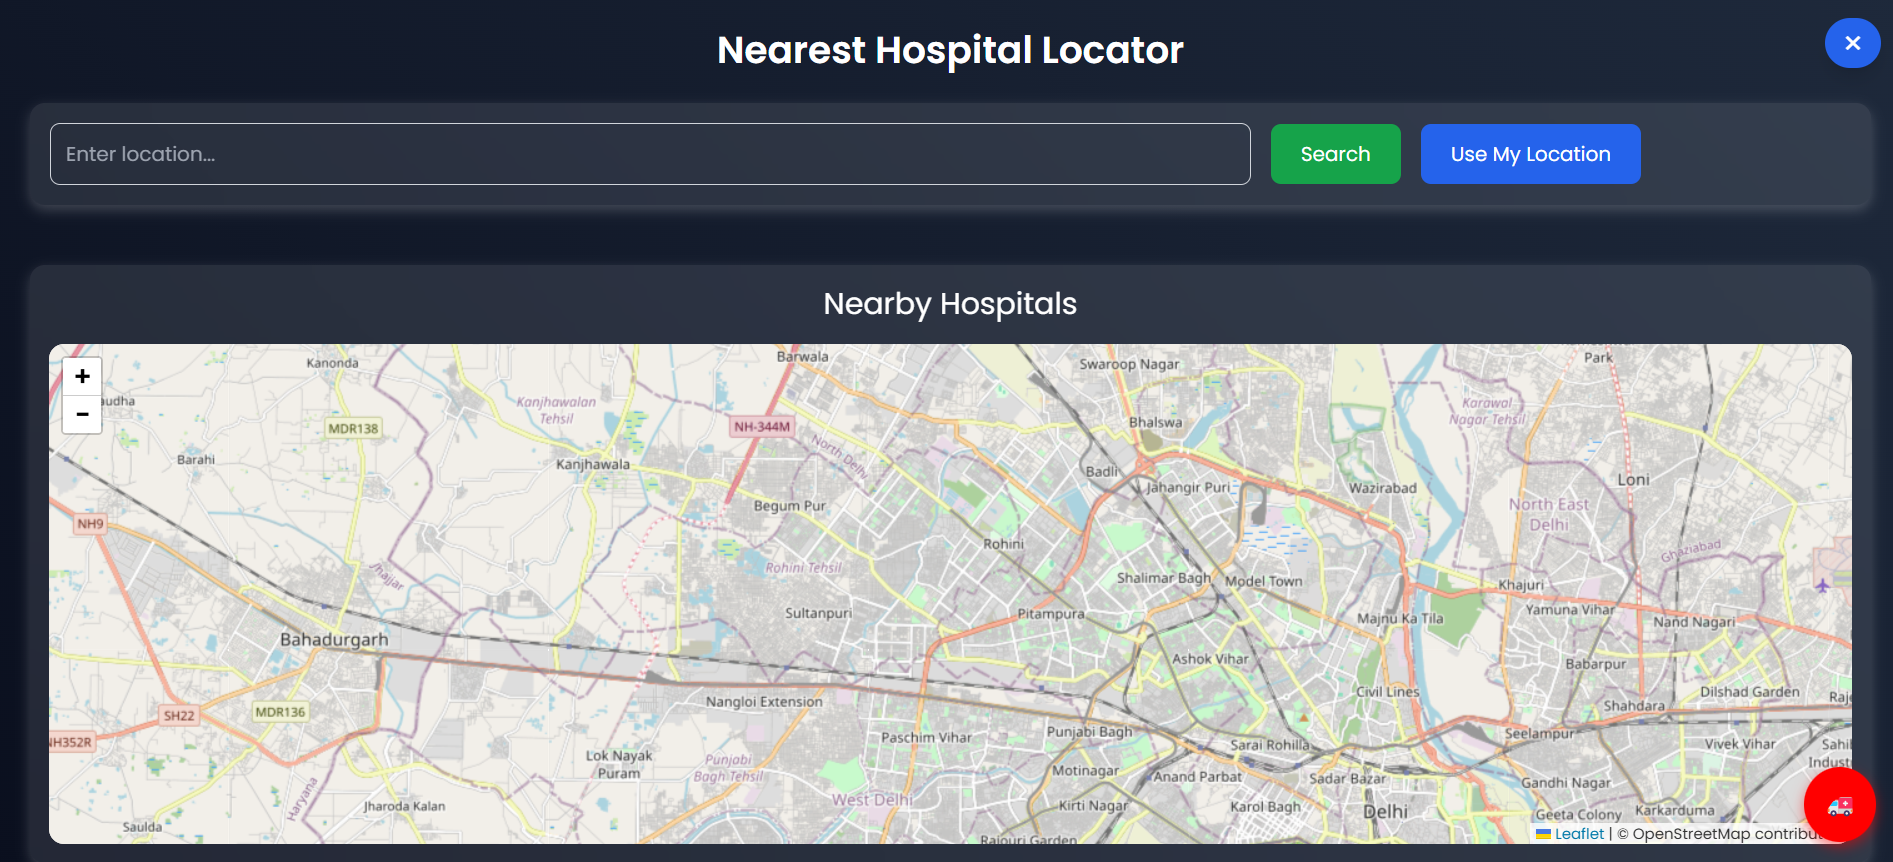 Nearest Hospital Locator
×
Enter location...
Search
Use My Location
Nearby Hospitals
+
−
Kanonda
Barwala
Swaroop Nagar
Park
audha
Kanjhawalan
Tehsil
Karawal
Nagar Tehsil
MDR138
NH-344M
Bhalswa
North Delhi
Barahi
Kanjhawala
Badli
Jahangir Puri
Wazirabad
Loni
Begum Pur
North East
Delhi
NH9
Rohini
Ghaziabad
Jhajjar
Rohini Tehsil
Shalimar Bagh
Model Town
Khajuri
Sultanpuri
Pitampura
Majnu Ka Tila
Yamuna Vihar
Nand Nagari
Bahadurgarh
Ashok Vihar
Babarpur
Civil Lines
Dilshad Garden
Raj
Nangloi Extension
Shahdara
SH22
MDR136
NH352R
Paschim Vihar
Punjabi Bagh
Sarai Rohilla
Seelampur
Vivek Vihar
Sahi
Industr
Lok Nayak
Puram
Punjabi
Bagh Tehsil
Motinagar
Anand Parbat
Sadar Bazar
Gandhi Nagar
Haryana
Jharoda Kalan
West Delhi
Kirti Nagar
Karol Bagh
Delhi
Geeta Colony
Karkarduma
Saulda
Rajouri Garden
Leaflet | © OpenStreetMap contribut